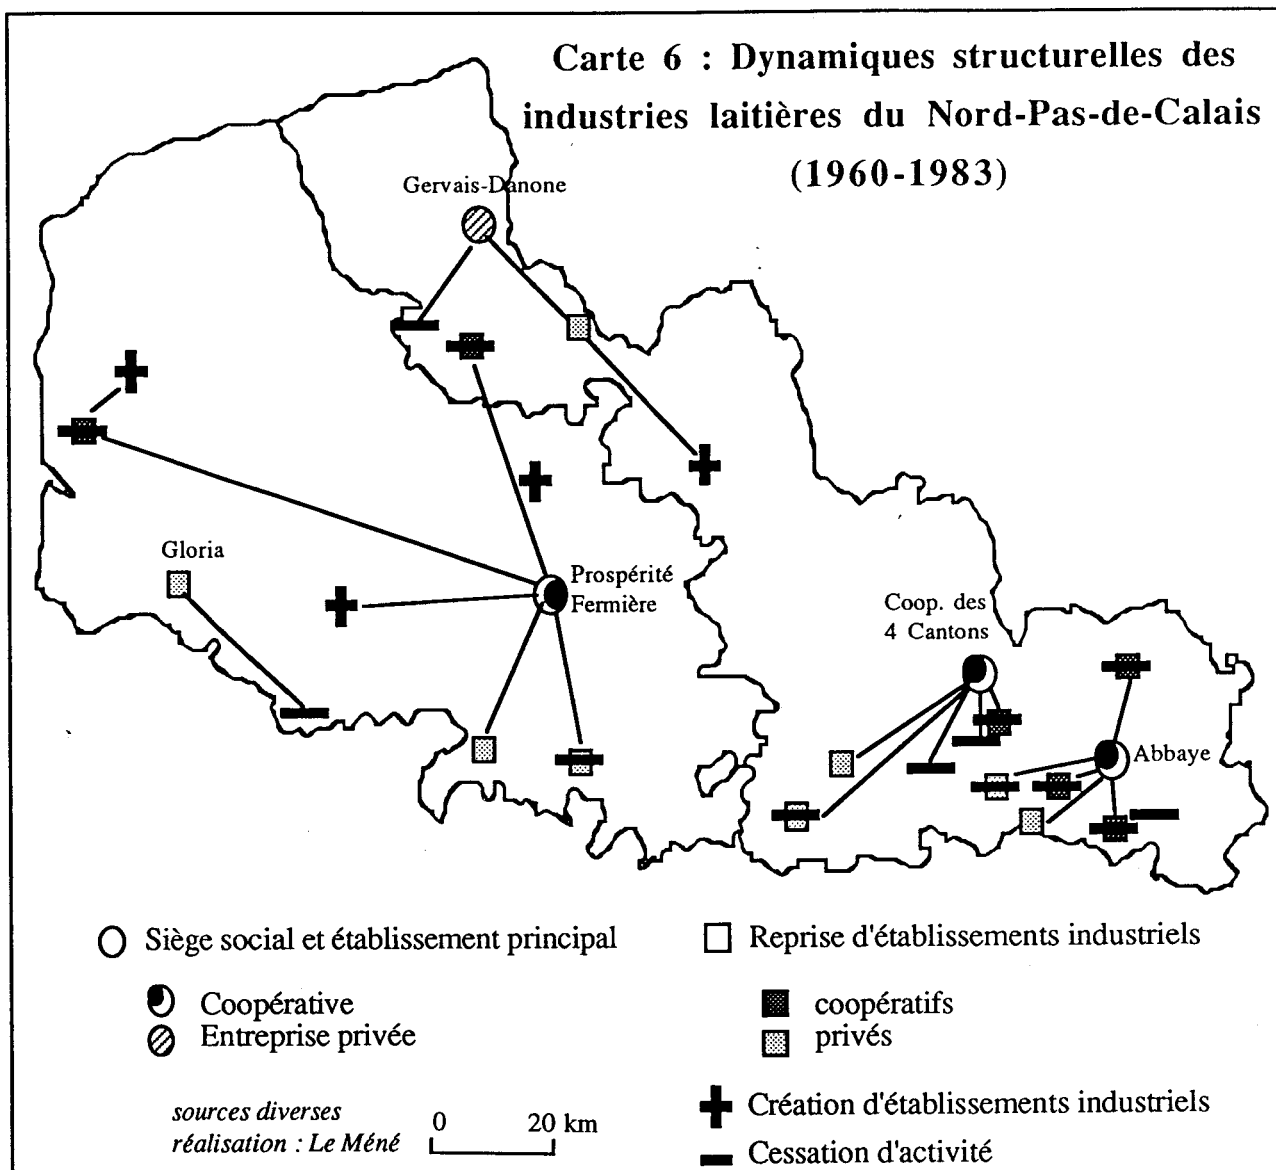 Carte 6 : Dynamiques structurelles des
industries laitières du Nord-Pas-de-Calais
(1960-1983)
Gervais-Danone
Gloria
Prospérité
Fermière
Coop. des
4 Cantons
Abbaye
Siège social et établissement principal
Coopérative
Entreprise privée
Reprise d'établissements industriels
coopératifs
privés
Création d'établissements industriels
Cessation d'activité
sources diverses
réalisation : Le Méné
0 20 km